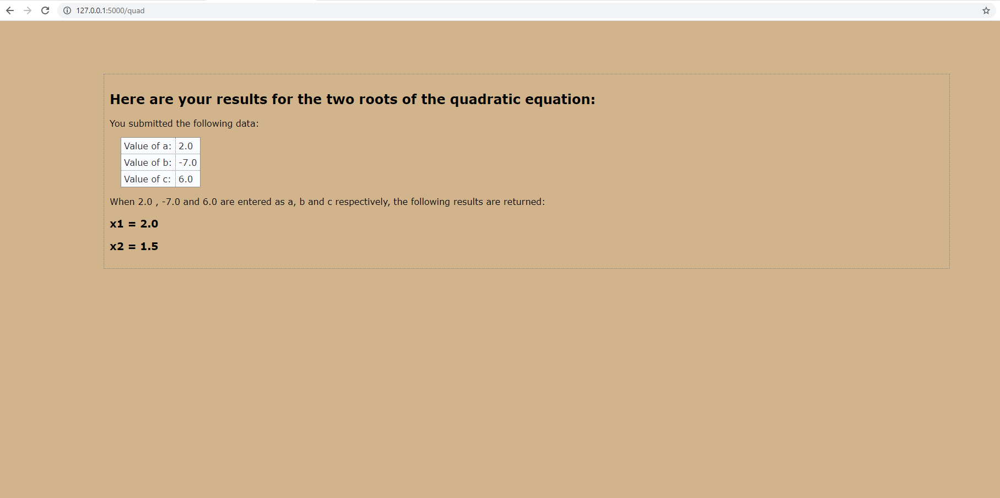 127.0.0.1:5000/quad
Here are your results for the two roots of the quadratic equation:
You submitted the following data:
Value of a: 2.0
Value of b: -7.0
Value of c: 6.0
When 2.0 , -7.0 and 6.0 are entered as a, b and c respectively, the following results are returned:
x1 = 2.0
x2 = 1.5